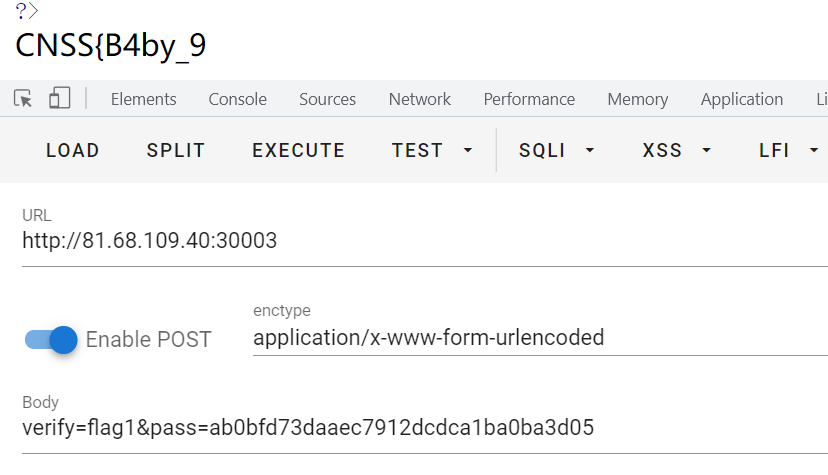 ?>
CNSS{B4by_9
Elements Console Sources Network Performance Memory Application Li
LOAD SPLIT EXECUTE TEST SQLI XSS LFI
URL
http://81.68.109.40:30003
enctype
Enable POST
application/x-www-form-urlencoded
Body
verify=flag1&pass=ab0bfd73daaec7912dcdca1ba0ba3d05